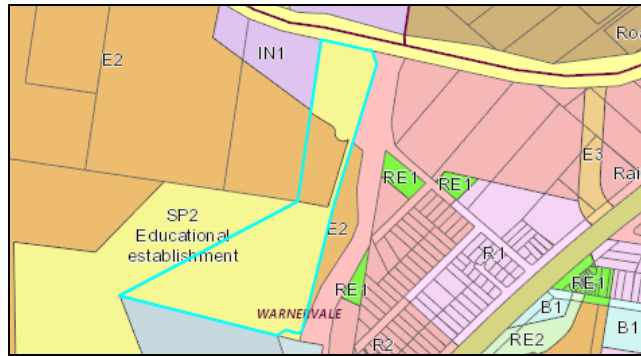 Roa
IN1
E2
E3
Rai
RE1
RE1
SP2
Educational
establishment
E2
R1
WARNERVALE
RE1
RE1
B1
B1
RE2
R2